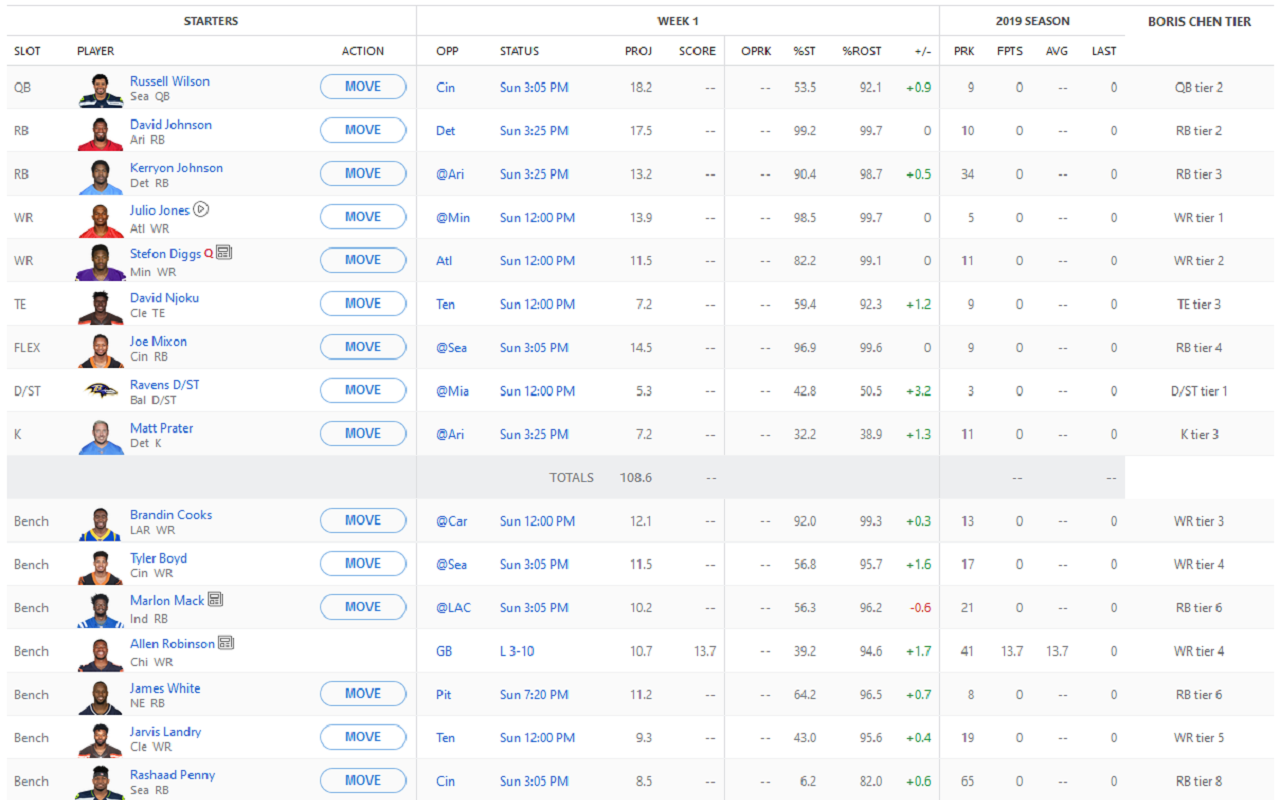 STARTERS WEEK 1 2019 SEASON BORIS CHEN TIER
SLOT PLAYER ACTION OPP STATUS PROJ SCORE OPRK %ST %ROST +/- PRK FPTS AVG LAST
QB Russell Wilson Sea QB MOVE Cin Sun 3:05 PM 18.2 -- -- 53.5 92.1 +0.9 9 0 -- 0 QB tier 2
RB David Johnson Ari RB MOVE Det Sun 3:25 PM 17.5 -- -- 99.2 99.7 0 10 0 -- 0 RB tier 2
RB Kerryon Johnson Det RB MOVE @Ari Sun 3:25 PM 13.2 -- -- 90.4 98.7 +0.5 34 0 -- 0 RB tier 3
WR Julio Jones Atl WR MOVE @Min Sun 12:00 PM 13.9 -- -- 98.5 99.7 0 5 0 -- 0 WR tier 1
WR Stefon Diggs Q Min WR MOVE Atl Sun 12:00 PM 11.5 -- -- 82.2 99.1 0 11 0 -- 0 WR tier 2
TE David Njoku Cle TE MOVE Ten Sun 12:00 PM 7.2 -- -- 59.4 92.3 +1.2 9 0 -- 0 TE tier 3
FLEX Joe Mixon Cin RB MOVE @Sea Sun 3:05 PM 14.5 -- -- 96.9 99.6 0 9 0 -- 0 RB tier 4
D/ST Ravens D/ST Bal D/ST MOVE @Mia Sun 12:00 PM 5.3 -- -- 42.8 50.5 +3.2 3 0 -- 0 D/ST tier 1
K Matt Prater Det K MOVE @Ari Sun 3:25 PM 7.2 -- -- 32.2 38.9 +1.3 11 0 -- 0 K tier 3
TOTALS 108.6 -- -- --
Bench Brandin Cooks LAR WR MOVE @Car Sun 12:00 PM 12.1 -- -- 92.0 99.3 +0.3 13 0 -- 0 WR tier 3
Bench Tyler Boyd Cin WR MOVE @Sea Sun 3:05 PM 11.5 -- -- 56.8 95.7 +1.6 17 0 -- 0 WR tier 4
Bench Marlon Mack Ind RB MOVE @LAC Sun 3:05 PM 10.2 -- -- 56.3 96.2 -0.6 21 0 -- 0 RB tier 6
Bench Allen Robinson Chi WR GB L 3-10 10.7 13.7 -- 39.2 94.6 +1.7 41 13.7 13.7 0 WR tier 4
Bench James White NE RB MOVE Pit Sun 7:20 PM 11.2 -- -- 64.2 96.5 +0.7 8 0 -- 0 RB tier 6
Bench Jarvis Landry Cle WR MOVE Ten Sun 12:00 PM 9.3 -- -- 43.0 95.6 +0.4 19 0 -- 0 WR tier 5
Bench Rashaad Penny Sea RB MOVE Cin Sun 3:05 PM 8.5 -- -- 6.2 82.0 +0.6 65 0 -- 0 RB tier 8